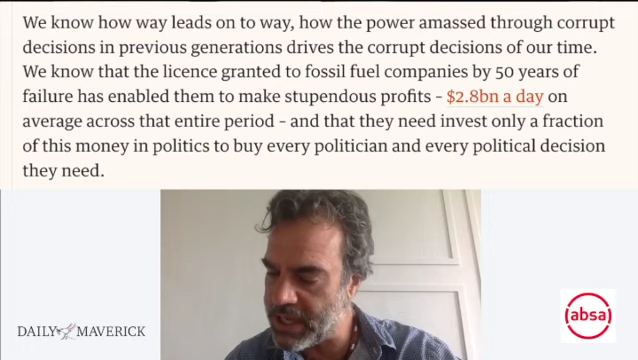 We know how way leads on to way, how the power amassed through corrupt
decisions in previous generations drives the corrupt decisions of our time.
We know that the licence granted to fossil fuel companies by 50 years of
failure has enabled them to make stupendous profits – $2.8bn a day on
average across that entire period – and that they need invest only a fraction
of this money in politics to buy every politician and every political decision
they need.
DAILY MAVERICK
absa